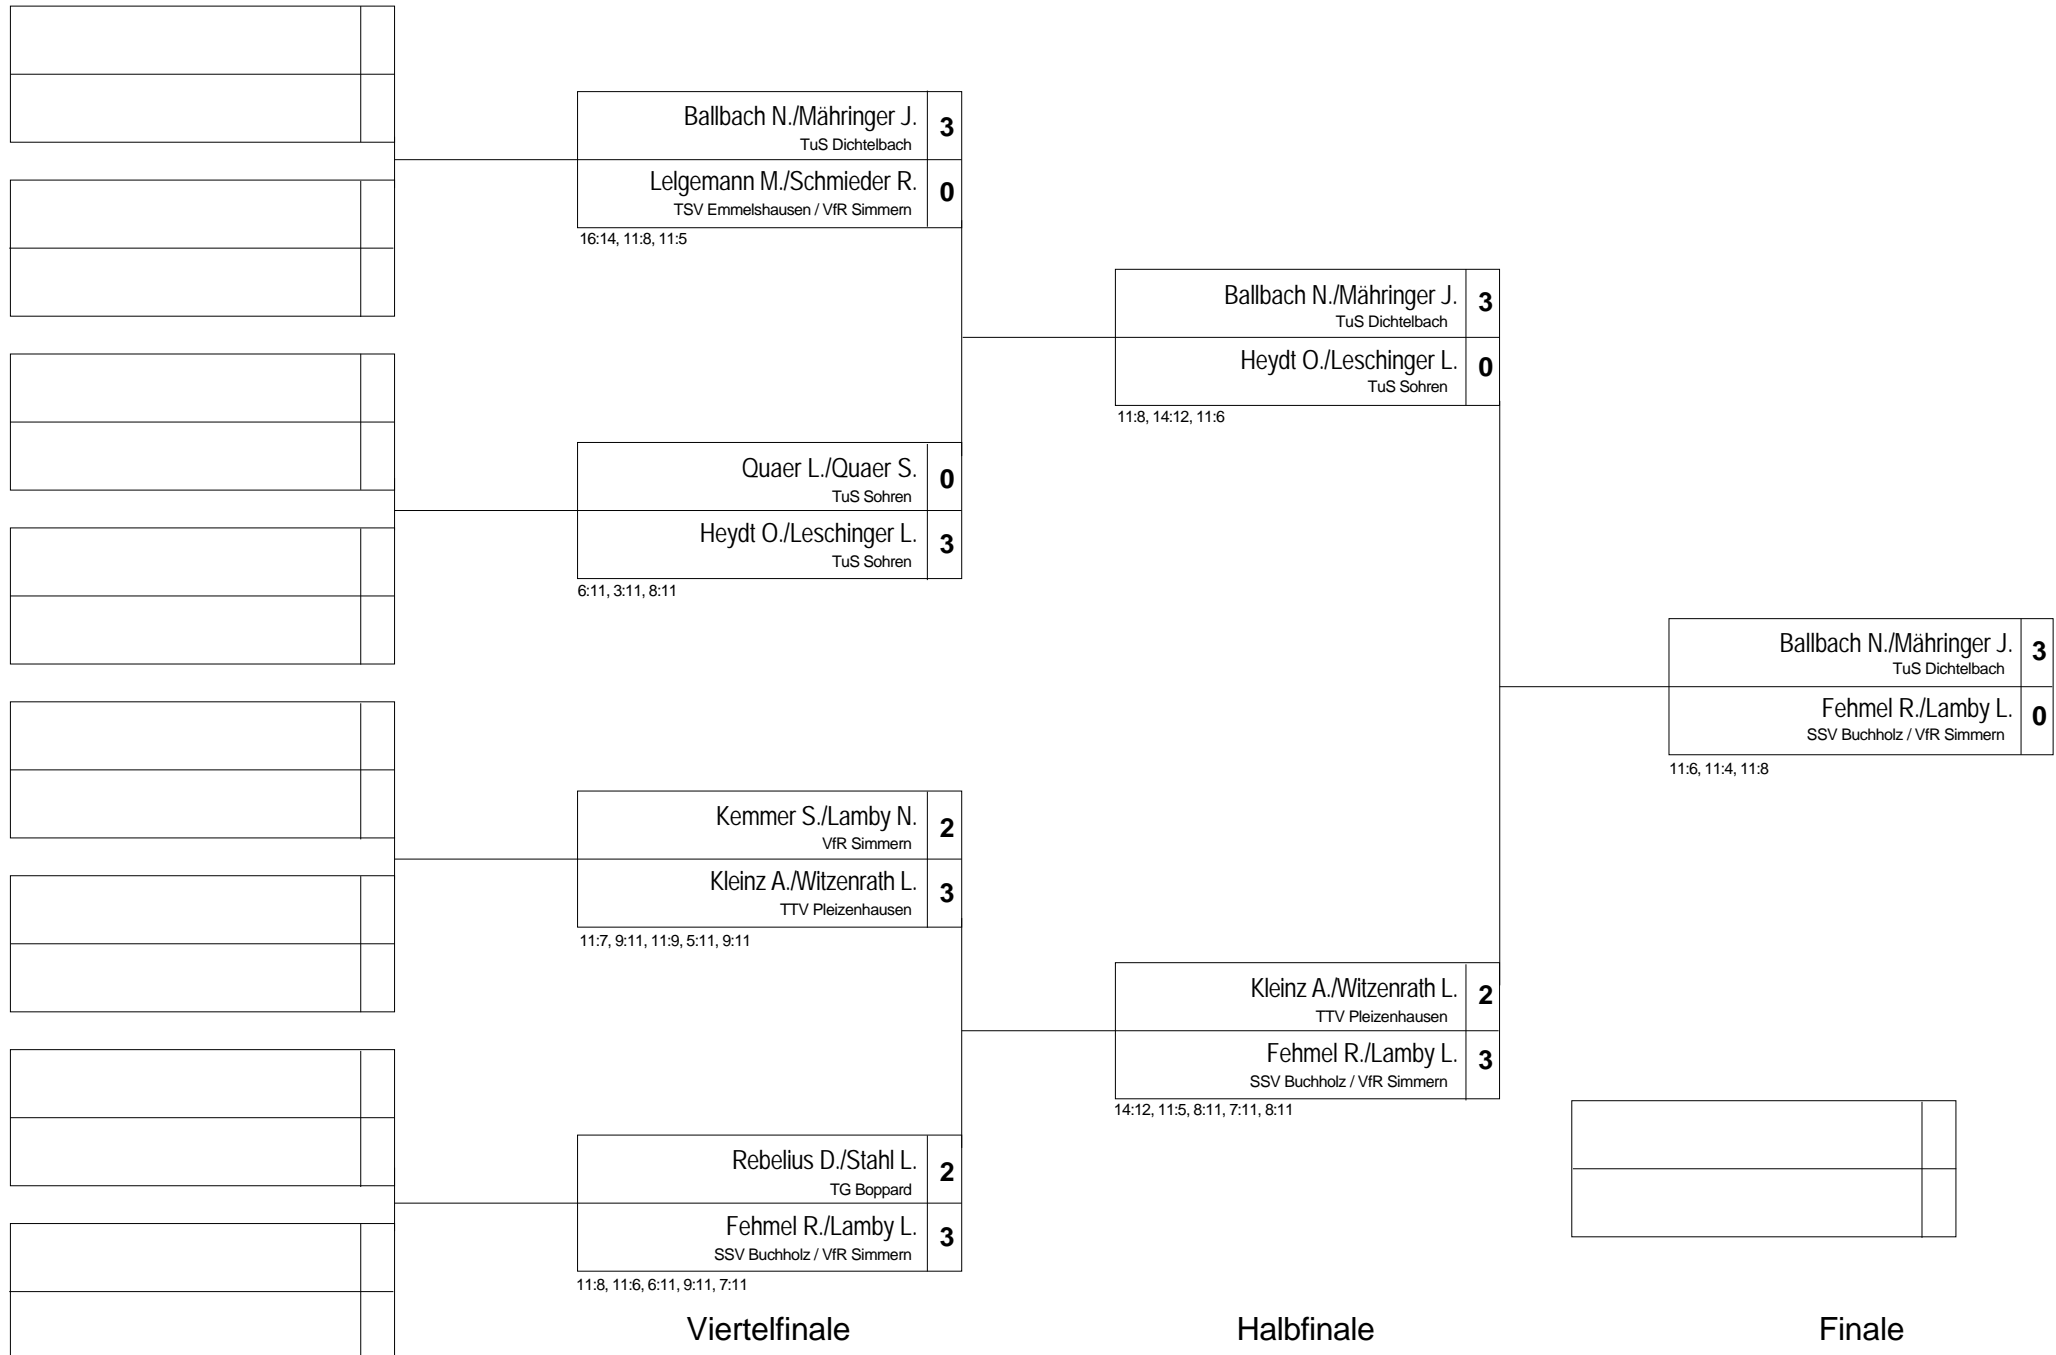 Ballbach N./Mähringer J. 3
TuS Dichtelbach
Lelgemann M./Schmieder R. 0
TSV Emmelshausen / VfR Simmern
16:14, 11:8, 11:5
Quaer L./Quaer S. 0
TuS Sohren
Heydt O./Leschinger L. 3
TuS Sohren
6:11, 3:11, 8:11
Kemmer S./Lamby N. 2
VfR Simmern
Kleinz A./Witzenrath L. 3
TTV Pleizenhausen
11:7, 9:11, 11:9, 5:11, 9:11
Rebelius D./Stahl L. 2
TG Boppard
Fehmel R./Lamby L. 3
SSV Buchholz / VfR Simmern
11:8, 11:6, 6:11, 9:11, 7:11
Viertelfinale
Ballbach N./Mähringer J. 3
TuS Dichtelbach
Heydt O./Leschinger L. 0
TuS Sohren
11:8, 14:12, 11:6
Kleinz A./Witzenrath L. 2
TTV Pleizenhausen
Fehmel R./Lamby L. 3
SSV Buchholz / VfR Simmern
14:12, 11:5, 8:11, 7:11, 8:11
Halbfinale
Ballbach N./Mähringer J. 3
TuS Dichtelbach
Fehmel R./Lamby L. 0
SSV Buchholz / VfR Simmern
11:6, 11:4, 11:8
Finale